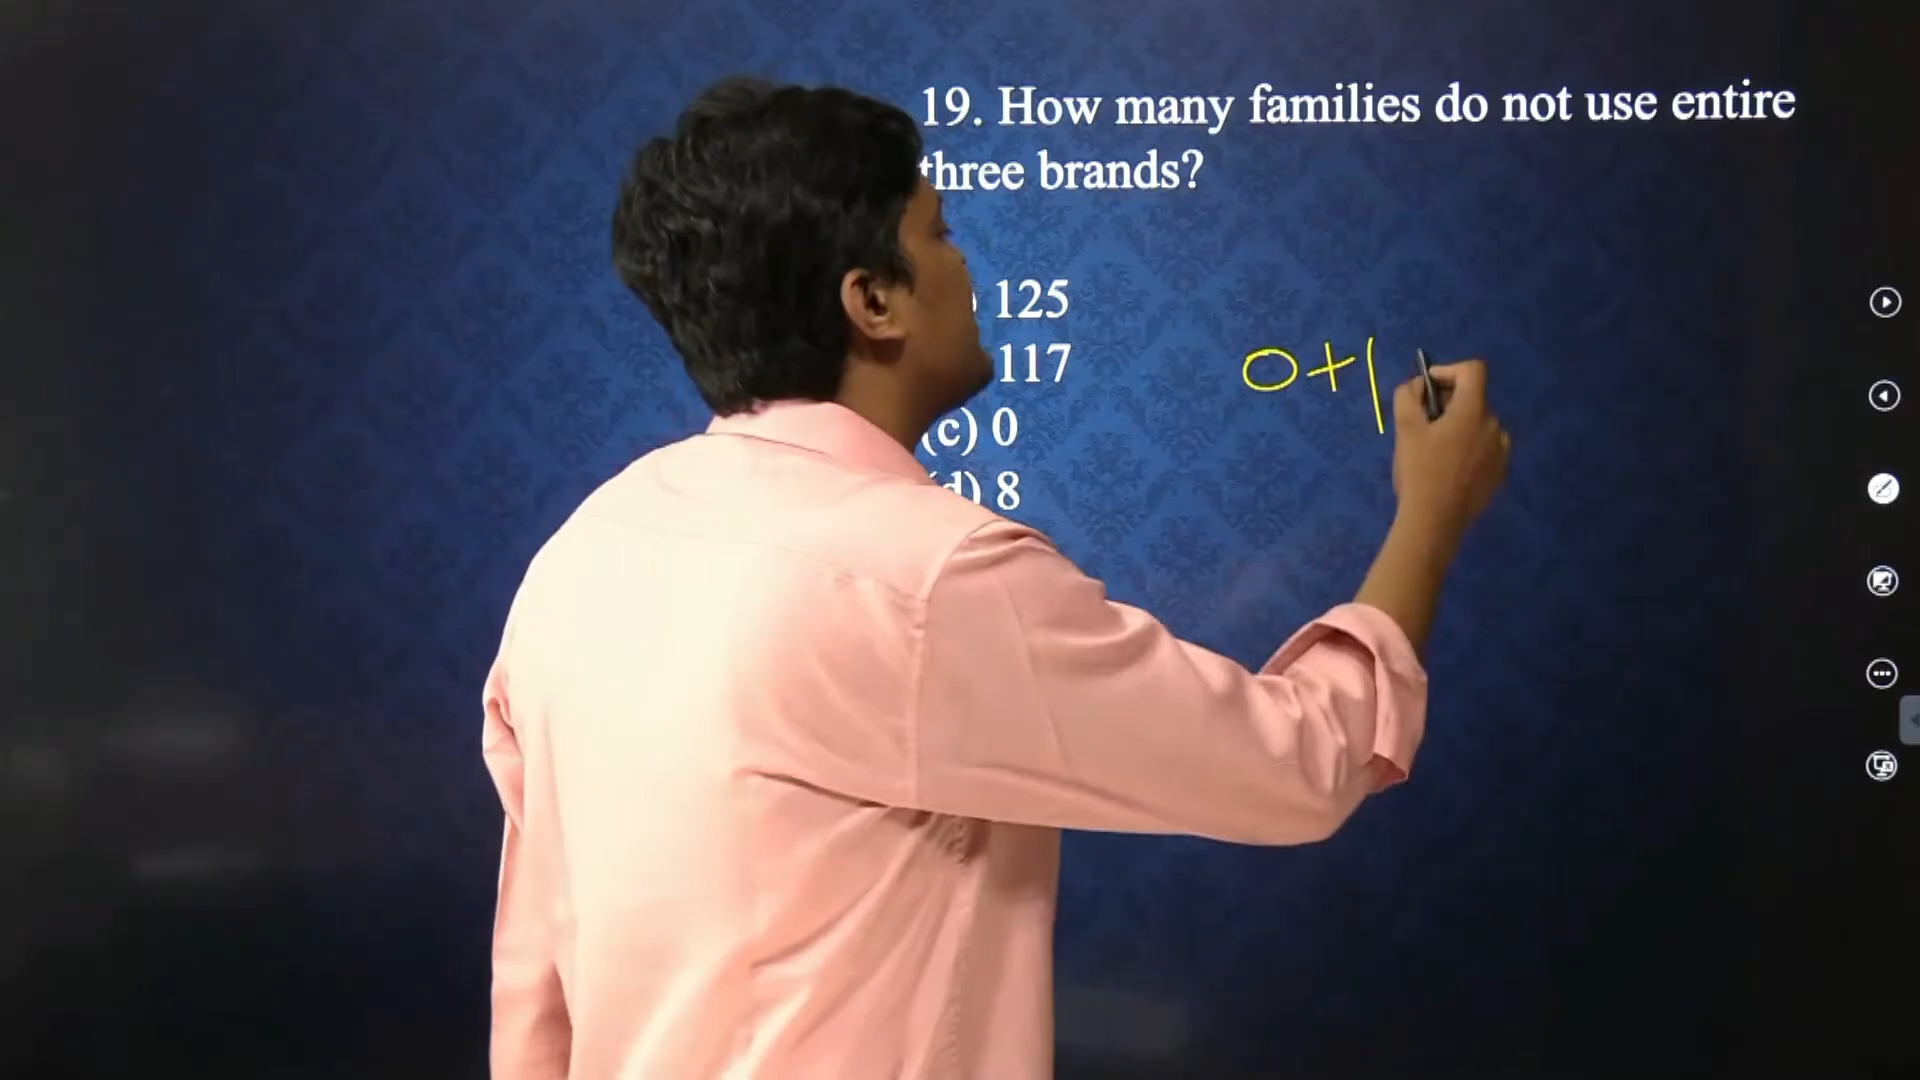 19. How many families do not use entire
three brands?
125
117
(c) 0
(d) 8
0+1